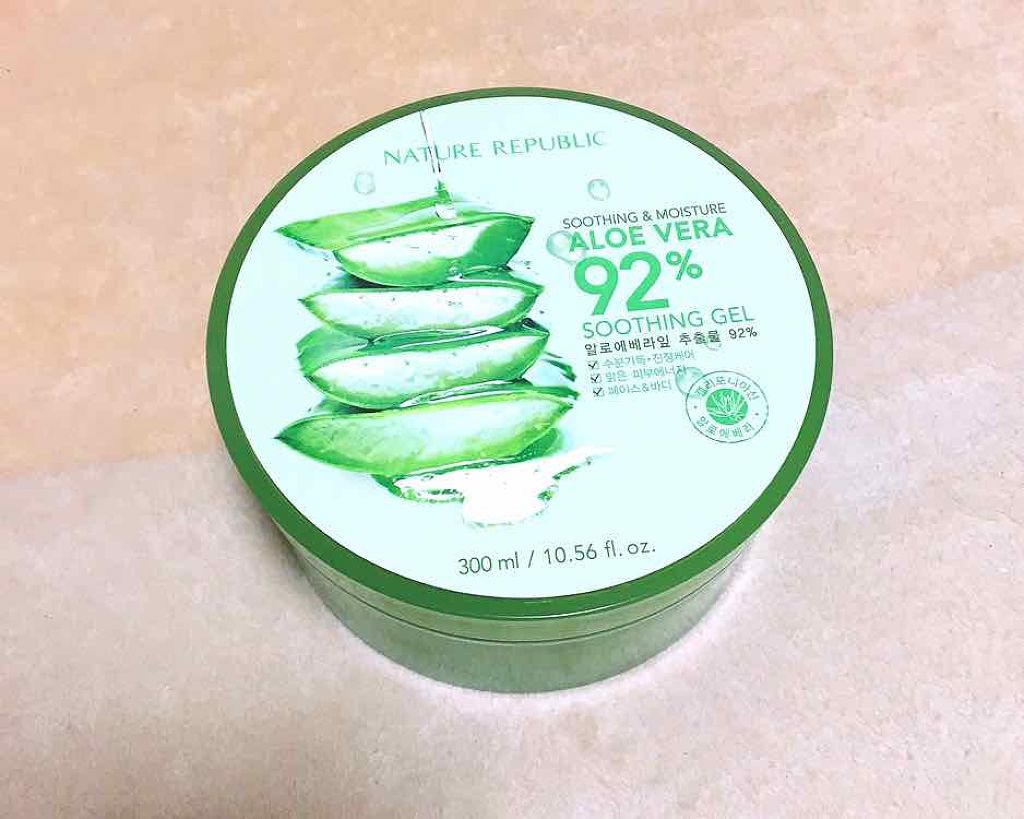 NATURE REPUBLIC
SOOTHING & MOISTURE
ALOE VERA
92%
SOOTHING GEL
알로에베라잎 추출물 92%
수분가득·진정케어
맑은 피부에너지
페이스&바디
캘리포니아산
알로에베라
300 ml / 10.56 fl. oz.